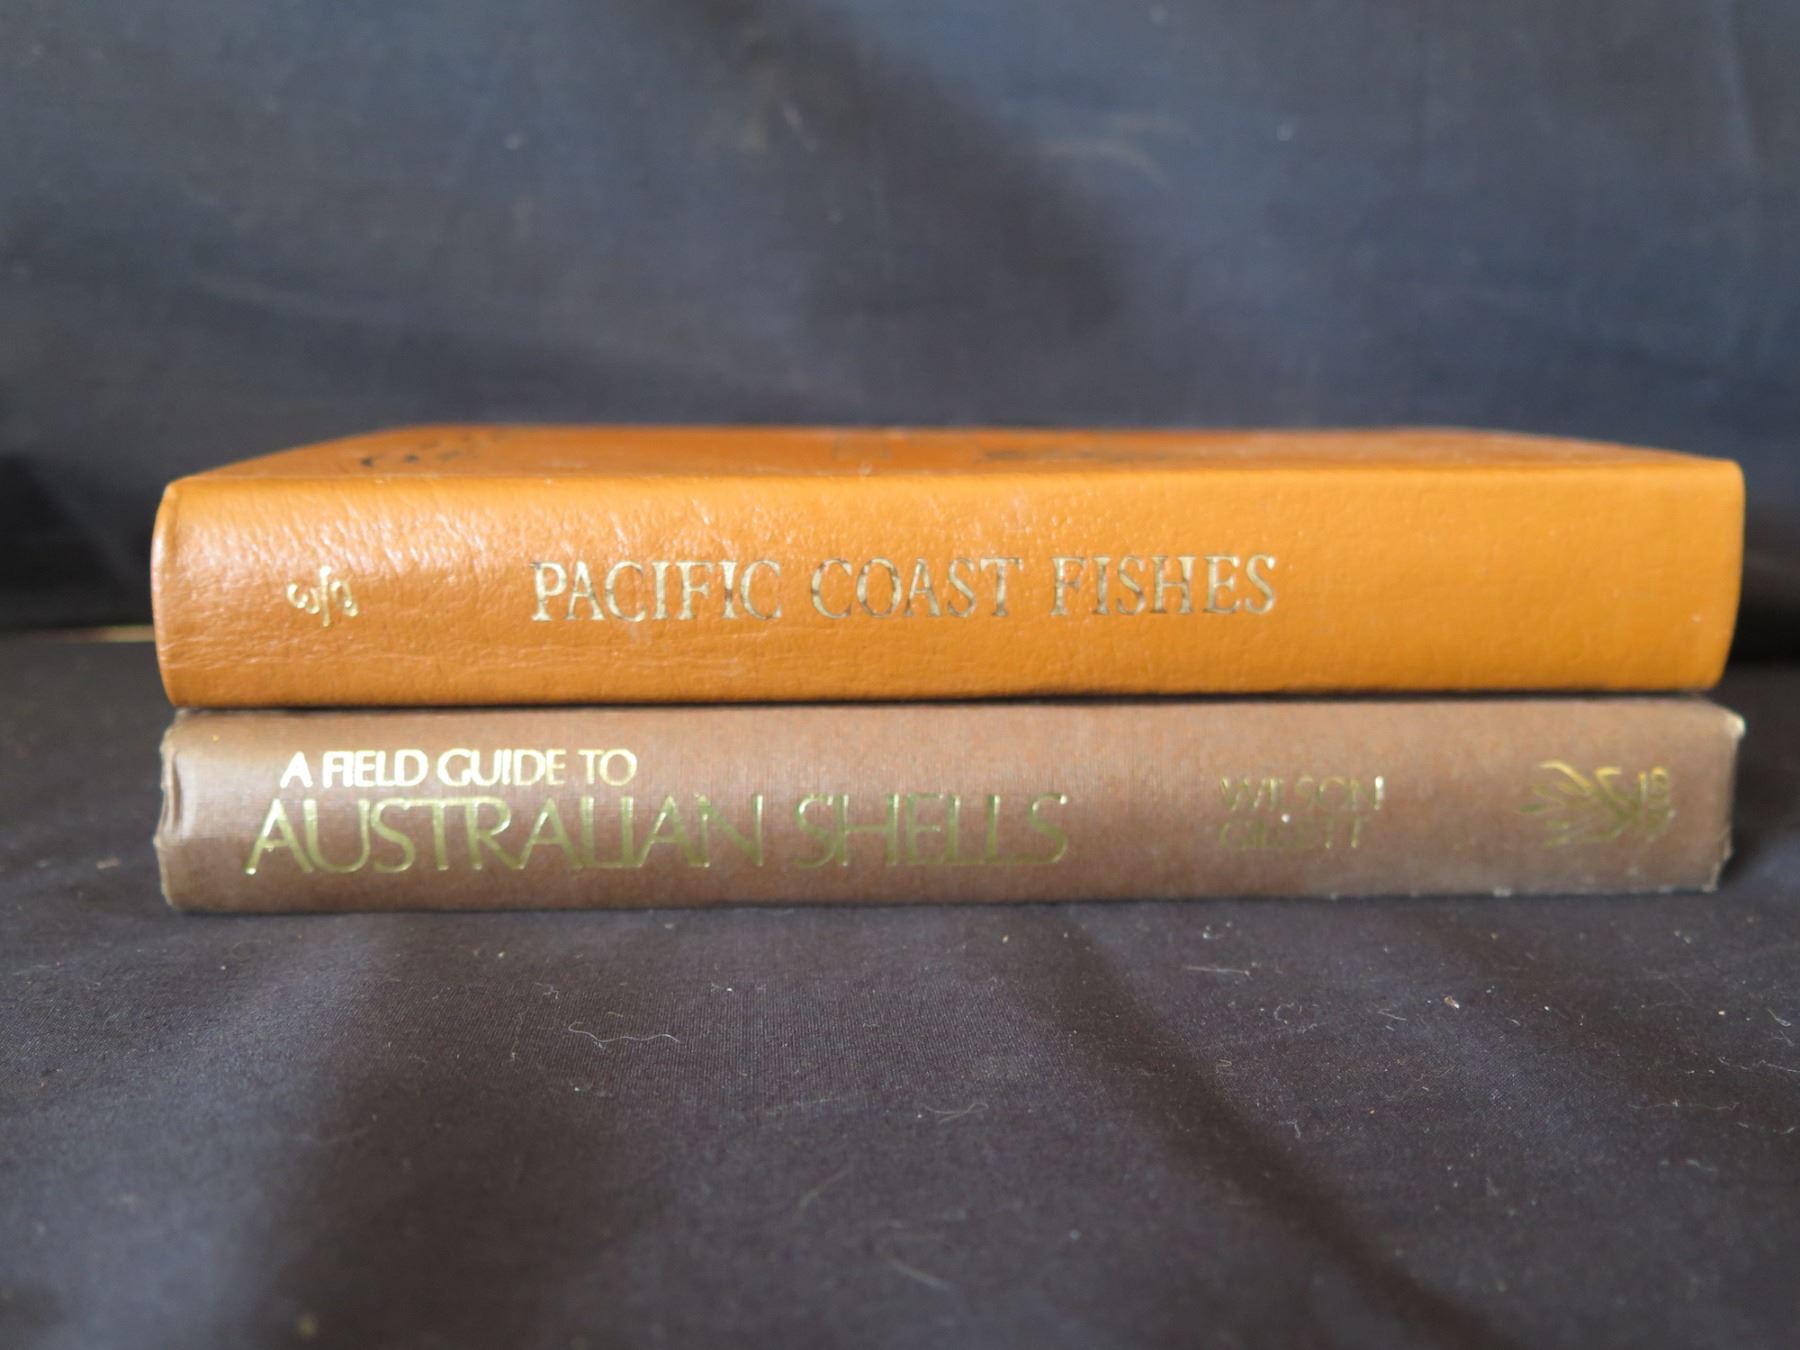 PACIFIC COAST FISHES
A FIELD GUIDE TO
AUSTRALIAN SHELLS
WILSON
GILLETT